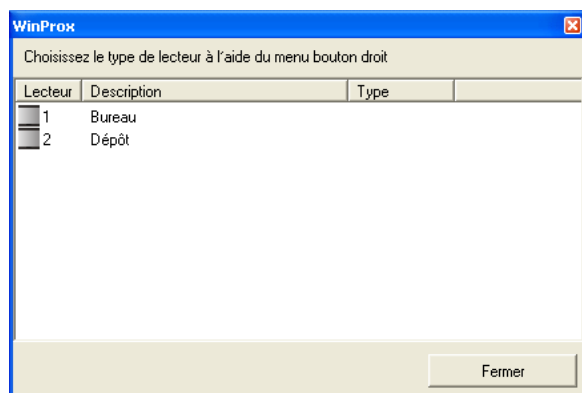 WinProx
Choisissez le type de lecteur à l'aide du menu bouton droit
Lecteur Description Type
1 Bureau
2 Dépôt
Fermer